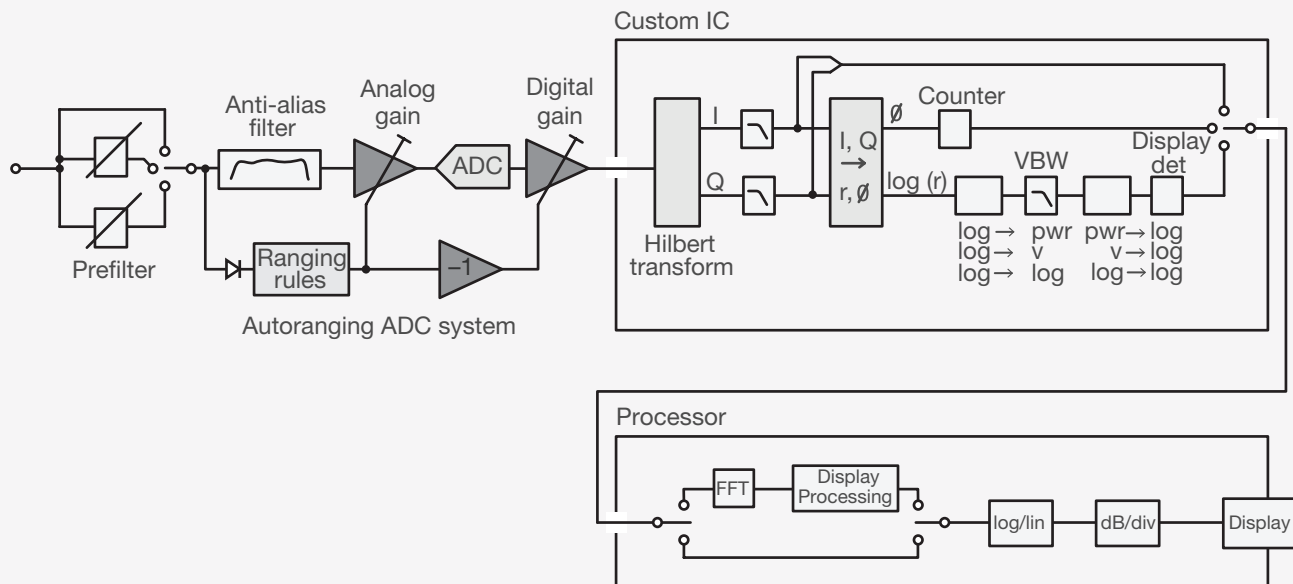 Custom IC
Anti-alias
filter
Analog
gain
Digital
gain
ADC
Prefilter
Ranging
rules
–1
Autoranging ADC system
Hilbert
transform
I
Q
I, Q
→
r, Ø
Ø
log (r)
Counter
VBW
Display
det
log→ pwr pwr→log
log→ v v→log
log→ log log→log
Processor
FFT
Display
Processing
log/lin
dB/div
Display